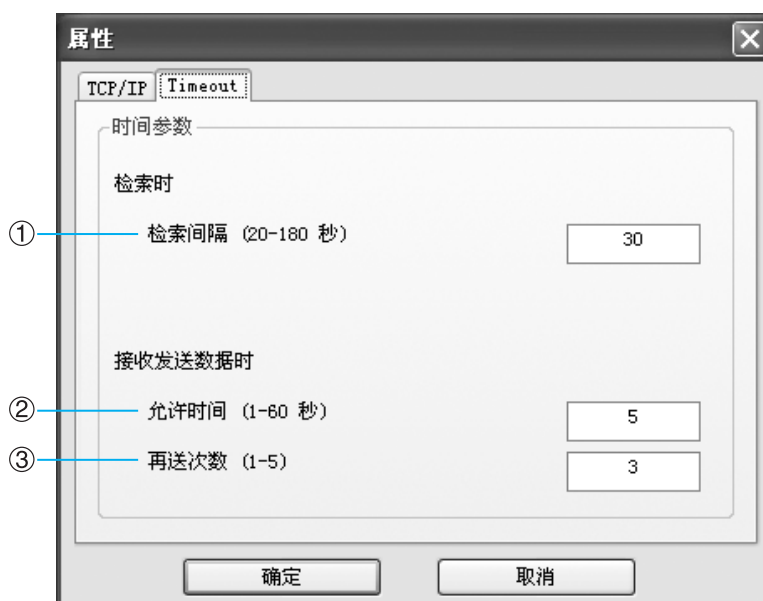 属性
TCP/IP Timeout
时间参数
检索时
① 检索间隔 (20-180 秒) 30
接收发送数据时
② 允许时间 (1-60 秒) 5
③ 再送次数 (1-5) 3
确定 取消